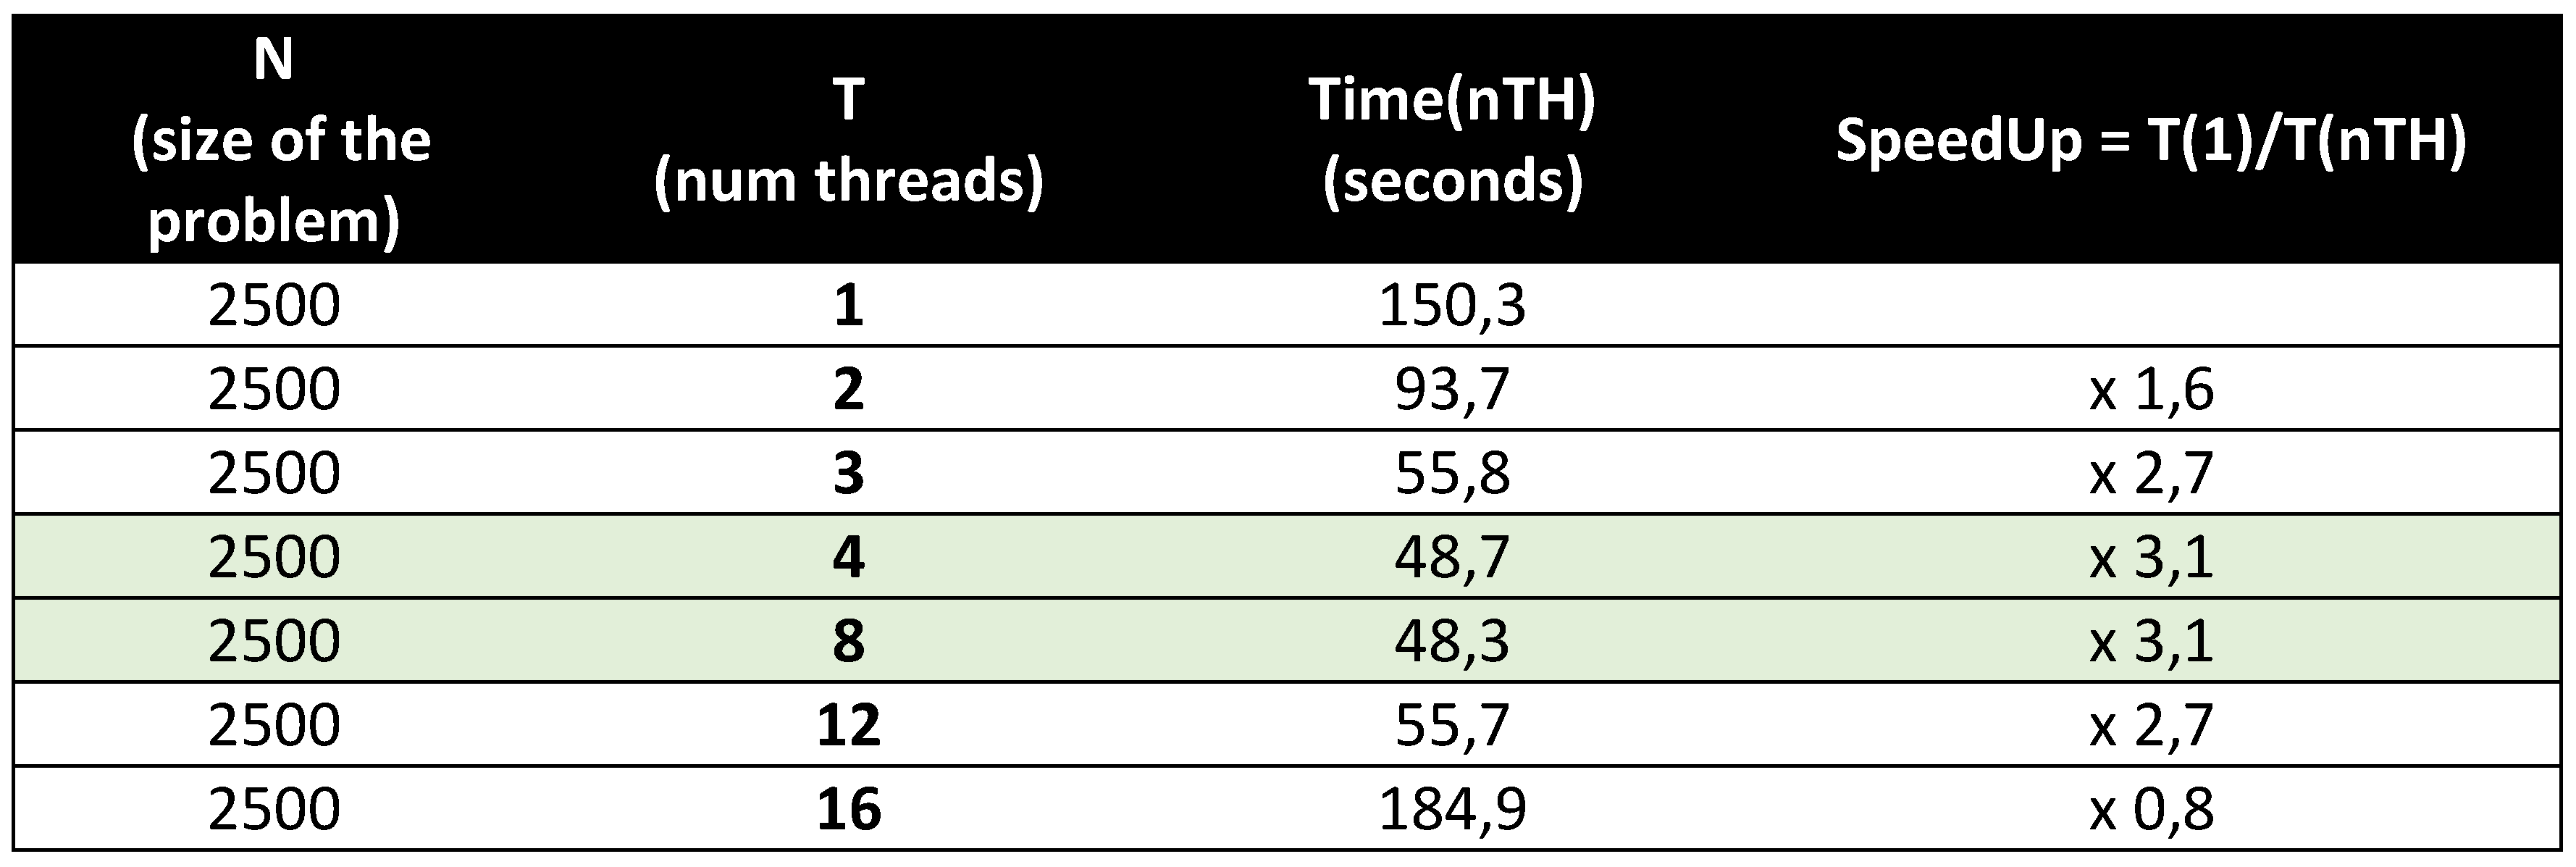 N
(size of the
problem)
T
(num threads)
Time(nTH)
(seconds)
SpeedUp = T(1)/T(nTH)
2500 1 150,3
2500 2 93,7 x 1,6
2500 3 55,8 x 2,7
2500 4 48,7 x 3,1
2500 8 48,3 x 3,1
2500 12 55,7 x 2,7
2500 16 184,9 x 0,8